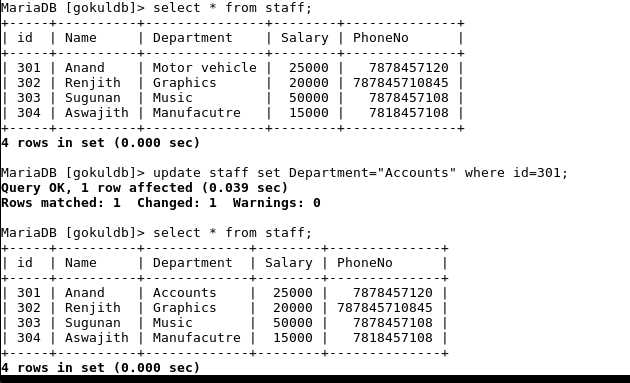 MariaDB [gokuldb]> select * from staff;
+-----+----------+---------------+--------+--------------+
| id  | Name     | Department    | Salary | PhoneNo      |
+-----+----------+---------------+--------+--------------+
| 301 | Anand    | Motor vehicle |  25000 |   7878457120 |
| 302 | Renjith  | Graphics      |  20000 | 787845710845 |
| 303 | Sugunan  | Music         |  50000 |   7878457108 |
| 304 | Aswajith | Manufacutre   |  15000 |   7818457108 |
+-----+----------+---------------+--------+--------------+
4 rows in set (0.000 sec)

MariaDB [gokuldb]> update staff set Department="Accounts" where id=301;
Query OK, 1 row affected (0.039 sec)
Rows matched: 1  Changed: 1  Warnings: 0

MariaDB [gokuldb]> select * from staff;
+-----+----------+-------------+--------+--------------+
| id  | Name     | Department  | Salary | PhoneNo      |
+-----+----------+-------------+--------+--------------+
| 301 | Anand    | Accounts    |  25000 |   7878457120 |
| 302 | Renjith  | Graphics    |  20000 | 787845710845 |
| 303 | Sugunan  | Music       |  50000 |   7878457108 |
| 304 | Aswajith | Manufacutre |  15000 |   7818457108 |
+-----+----------+-------------+--------+--------------+
4 rows in set (0.000 sec)